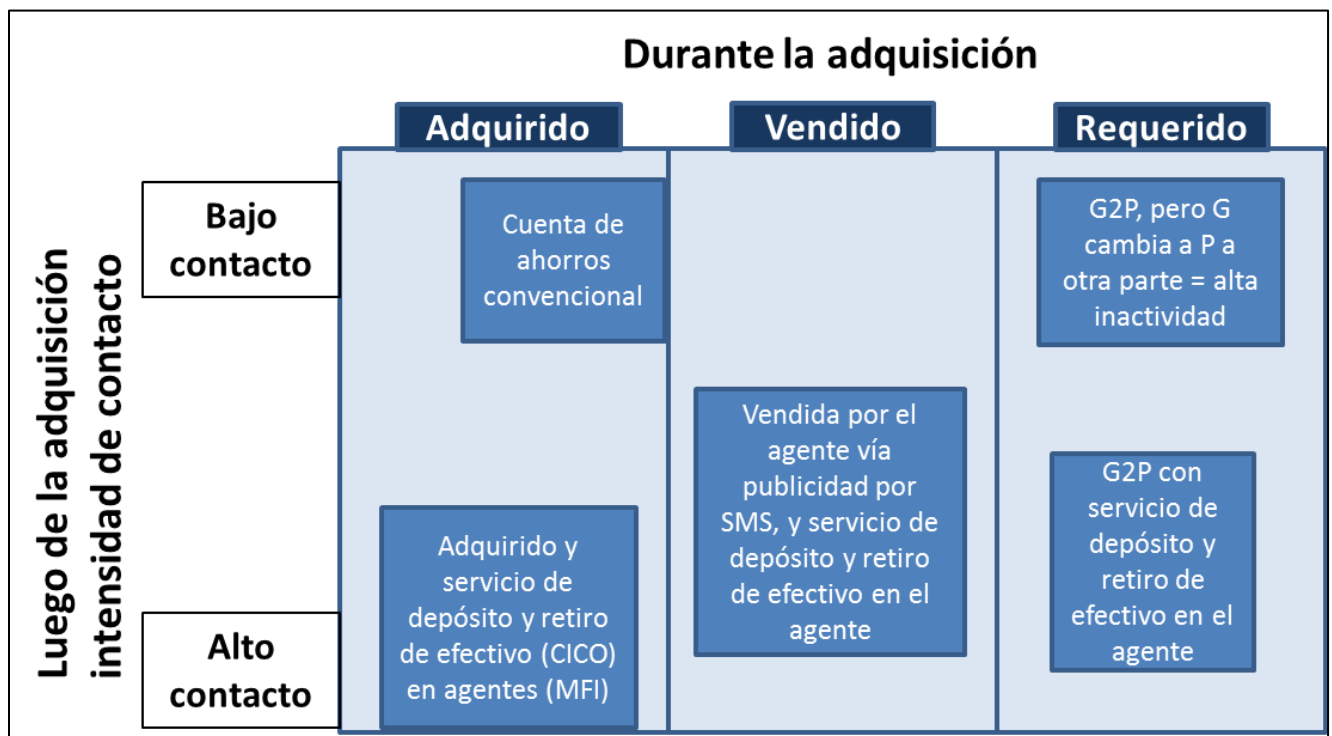 Durante la adquisición
Adquirido
Vendido
Requerido
Luego de la adquisición
intensidad de contacto
Bajo
contacto
Cuenta de
ahorros
convencional
G2P, pero G
cambia a P a
otra parte = alta
inactividad
Vendida por el
agente vía
publicidad por
SMS, y servicio de
depósito y retiro
de efectivo en el
agente
G2P con
servicio de
depósito y
retiro de
efectivo en el
agente
Alto
contacto
Adquirido y
servicio de
depósito y retiro
de efectivo (CICO)
en agentes (MFI)